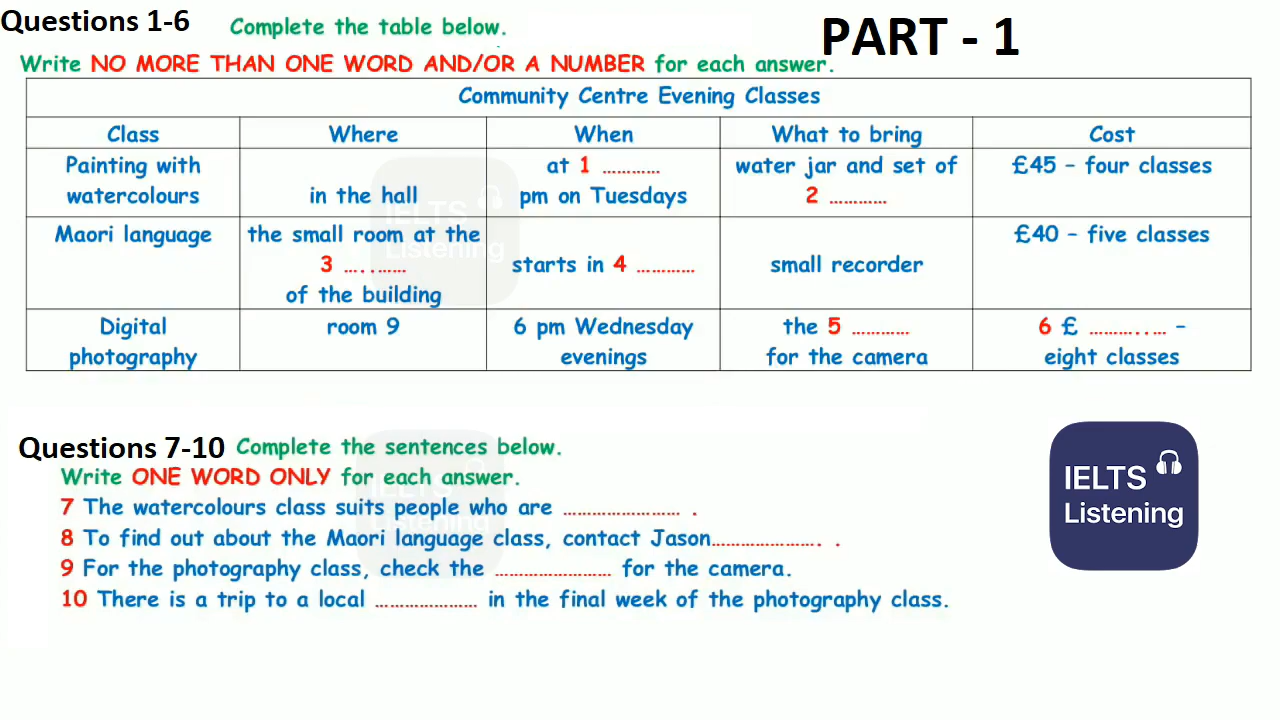 Questions 1-6 Complete the table below.
PART - 1
Write NO MORE THAN ONE WORD AND/OR A NUMBER for each answer.
Community Centre Evening Classes
Class Where When What to bring Cost
Painting with watercolours
in the hall
at 1 …………
pm on Tuesdays
water jar and set of
2 …………
£45 – four classes
Maori language
the small room at the
3 …..……
of the building
starts in 4 …………
small recorder
£40 – five classes
Digital
photography
room 9
6 pm Wednesday
evenings
the 5 …………
for the camera
6 £ ………..… –
eight classes
Questions 7-10 Complete the sentences below.
Write ONE WORD ONLY for each answer.
7 The watercolours class suits people who are ………………….. .
8 To find out about the Maori language class, contact Jason…………………. .
9 For the photography class, check the ………………….. for the camera.
10 There is a trip to a local ………………… in the final week of the photography class.
IELTS
Listening
IELTS
Listening
IELTS
Listening